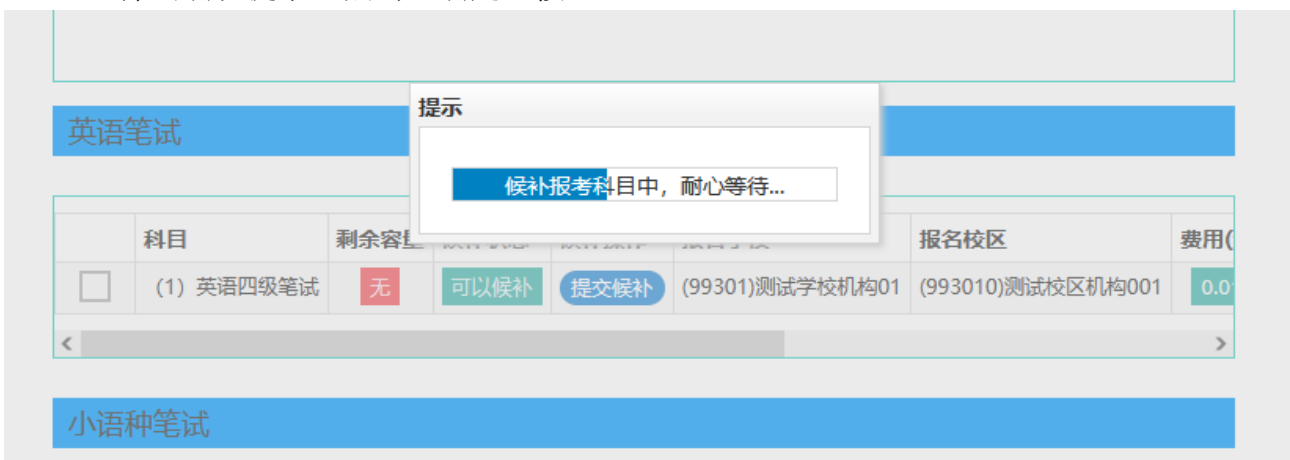 提示
英语笔试
候补报考科目中，耐心等待...
科目 剩余容量 报名校区 费用(
(1) 英语四级笔试 无 可以候补 提交候补 (99301)测试学校机构01 (993010)测试校区机构001 0.0
小语种笔试